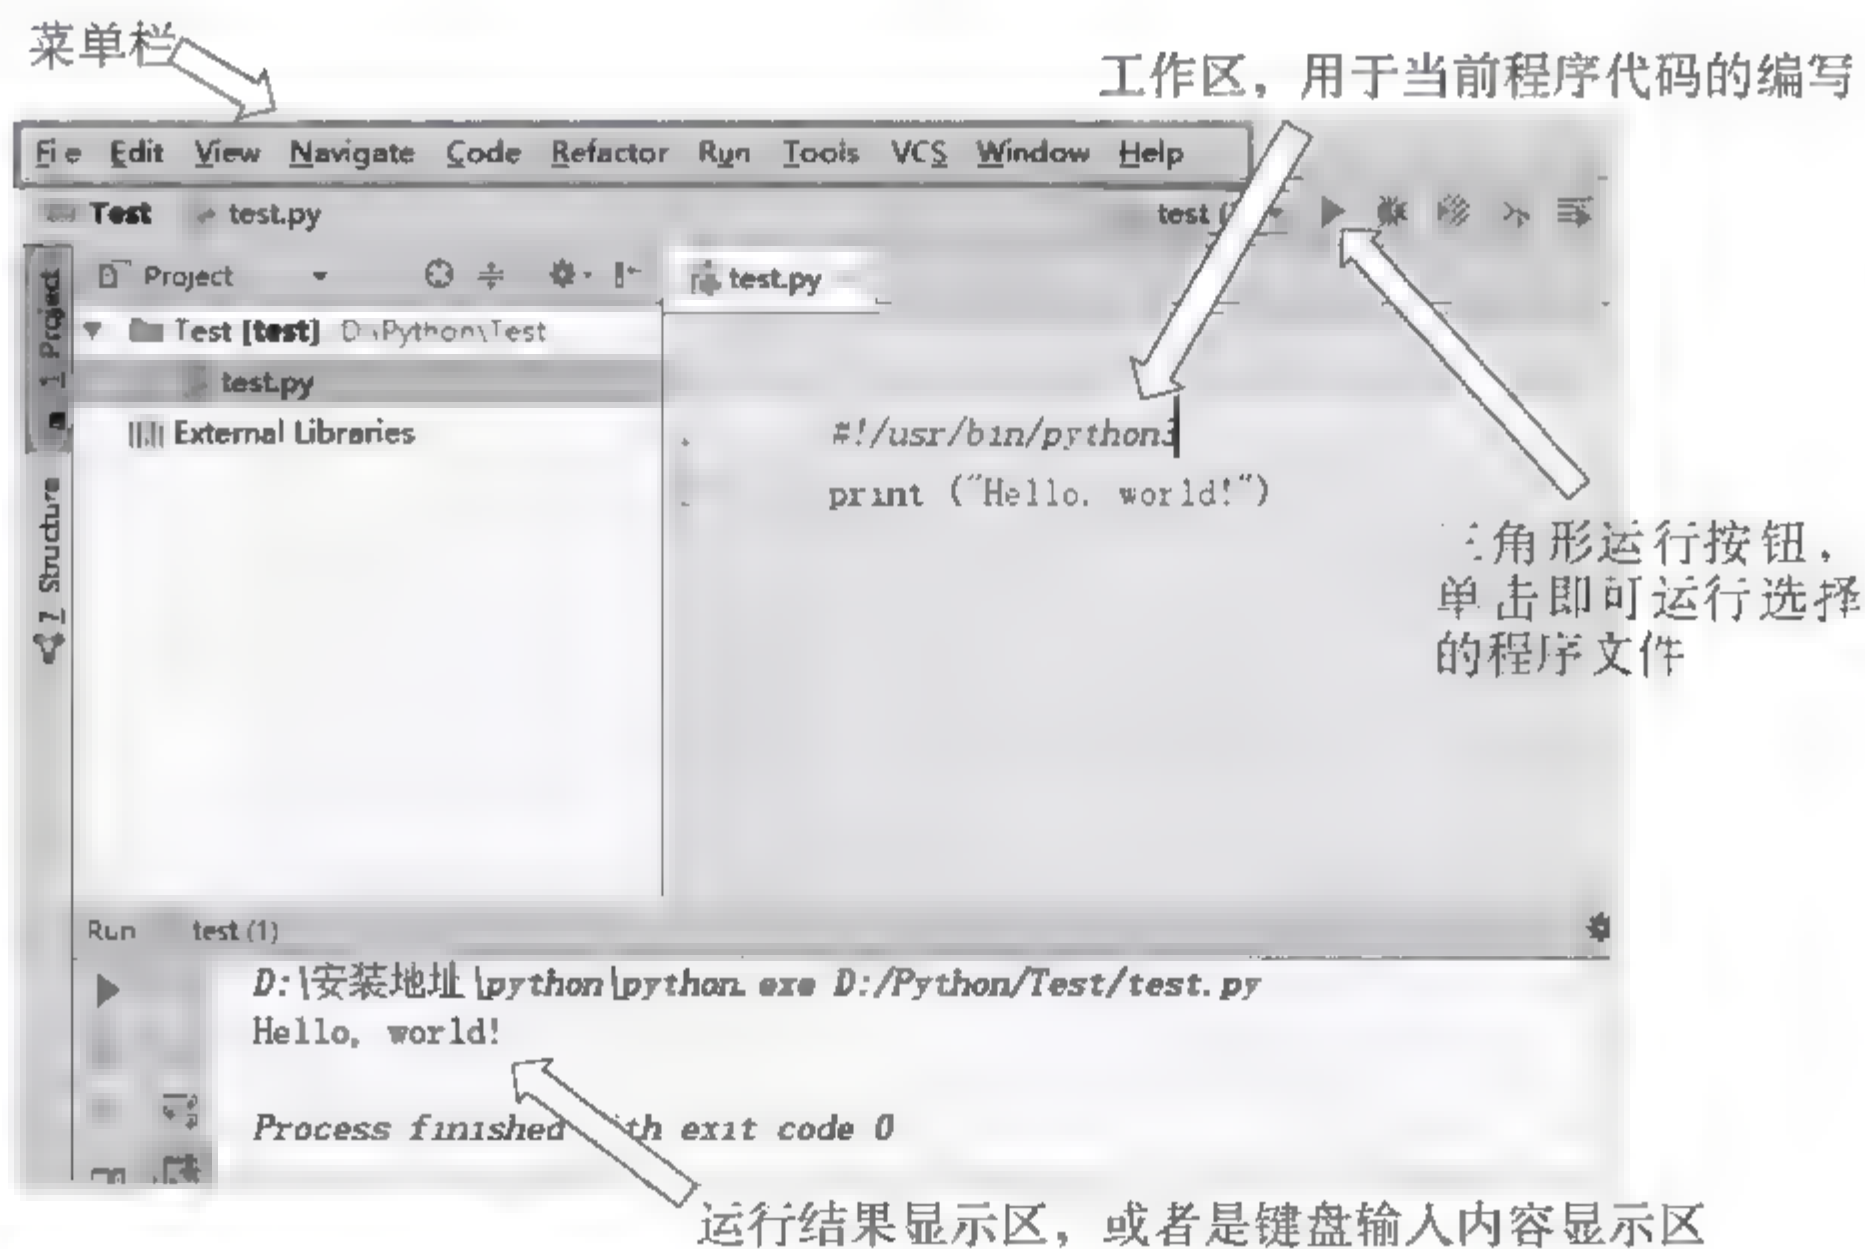 菜单栏
工作区，用于当前程序代码的编写
File Edit View Navigate Code Refactor Run Tools VCS Window Help
Test test.py test
Project test.py
1 Project
Test [test] D:\Python\Test
test.py
External Libraries
#!/usr/bin/python3
print ("Hello, world!")
7 Structure
三角形运行按钮，
单击即可运行选择
的程序文件
Run test (1)
D:\安装地址\python\python.exe D:/Python/Test/test.py
Hello, world!
Process finished with exit code 0
运行结果显示区，或者是键盘输入内容显示区